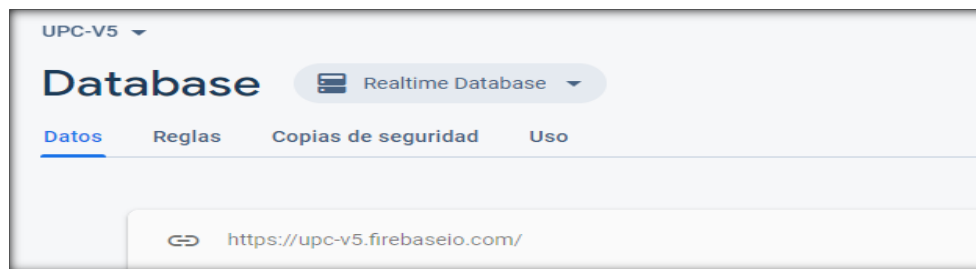 UPC-V5
Database Realtime Database
Datos Reglas Copias de seguridad Uso
https://upc-v5.firebaseio.com/